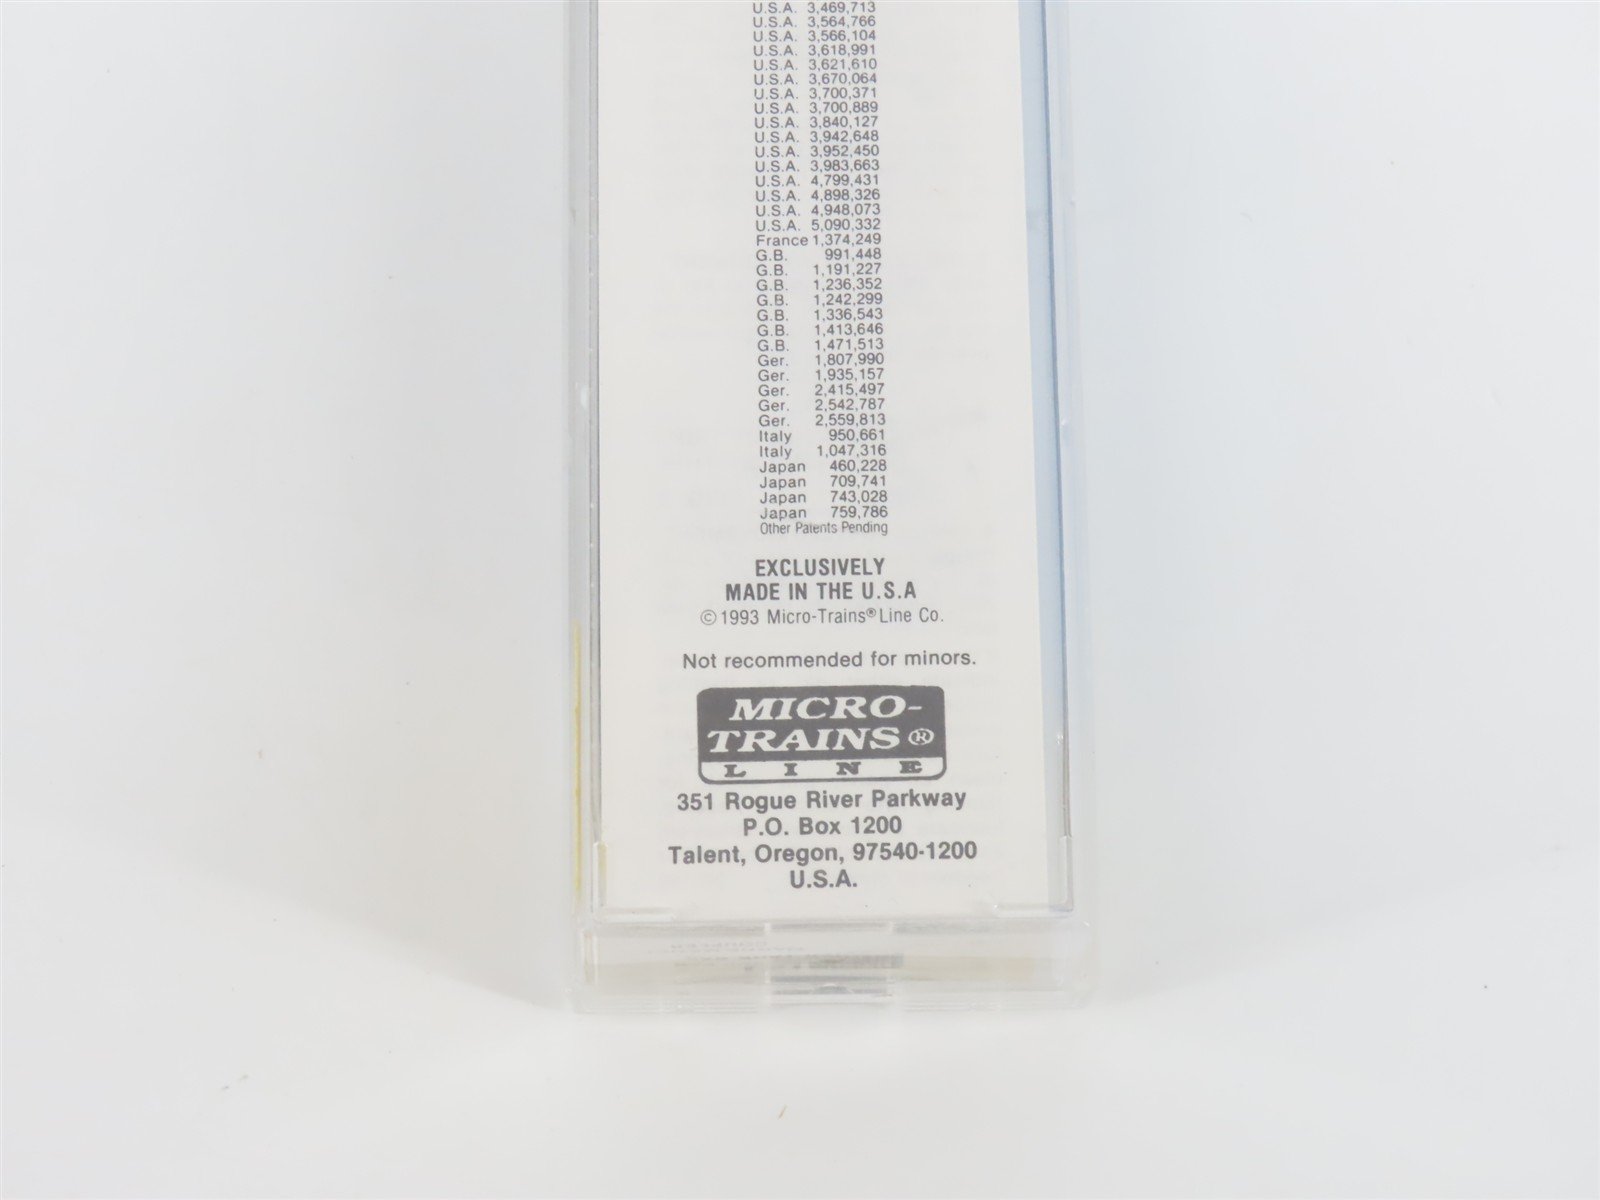 U.S.A. 3,469,713
U.S.A. 3,564,766
U.S.A. 3,566,104
U.S.A. 3,618,991
U.S.A. 3,621,610
U.S.A. 3,670,064
U.S.A. 3,700,371
U.S.A. 3,700,889
U.S.A. 3,840,127
U.S.A. 3,942,648
U.S.A. 3,952,450
U.S.A. 3,983,663
U.S.A. 4,799,431
U.S.A. 4,898,326
U.S.A. 4,948,073
U.S.A. 5,090,332
France 1,374,249
G.B. 991,448
G.B. 1,191,227
G.B. 1,236,352
G.B. 1,242,299
G.B. 1,336,543
G.B. 1,413,646
G.B. 1,471,513
Ger. 1,807,990
Ger. 1,935,157
Ger. 2,415,497
Ger. 2,542,787
Ger. 2,559,813
Italy 950,661
Italy 1,047,316
Japan 460,228
Japan 709,741
Japan 743,028
Japan 759,786
Other Patents Pending
EXCLUSIVELY
MADE IN THE U.S.A
©1993 Micro-Trains® Line Co.
Not recommended for minors.
MICRO-
TRAINS®
LINE
351 Rogue River Parkway
P.O. Box 1200
Talent, Oregon, 97540-1200
U.S.A.